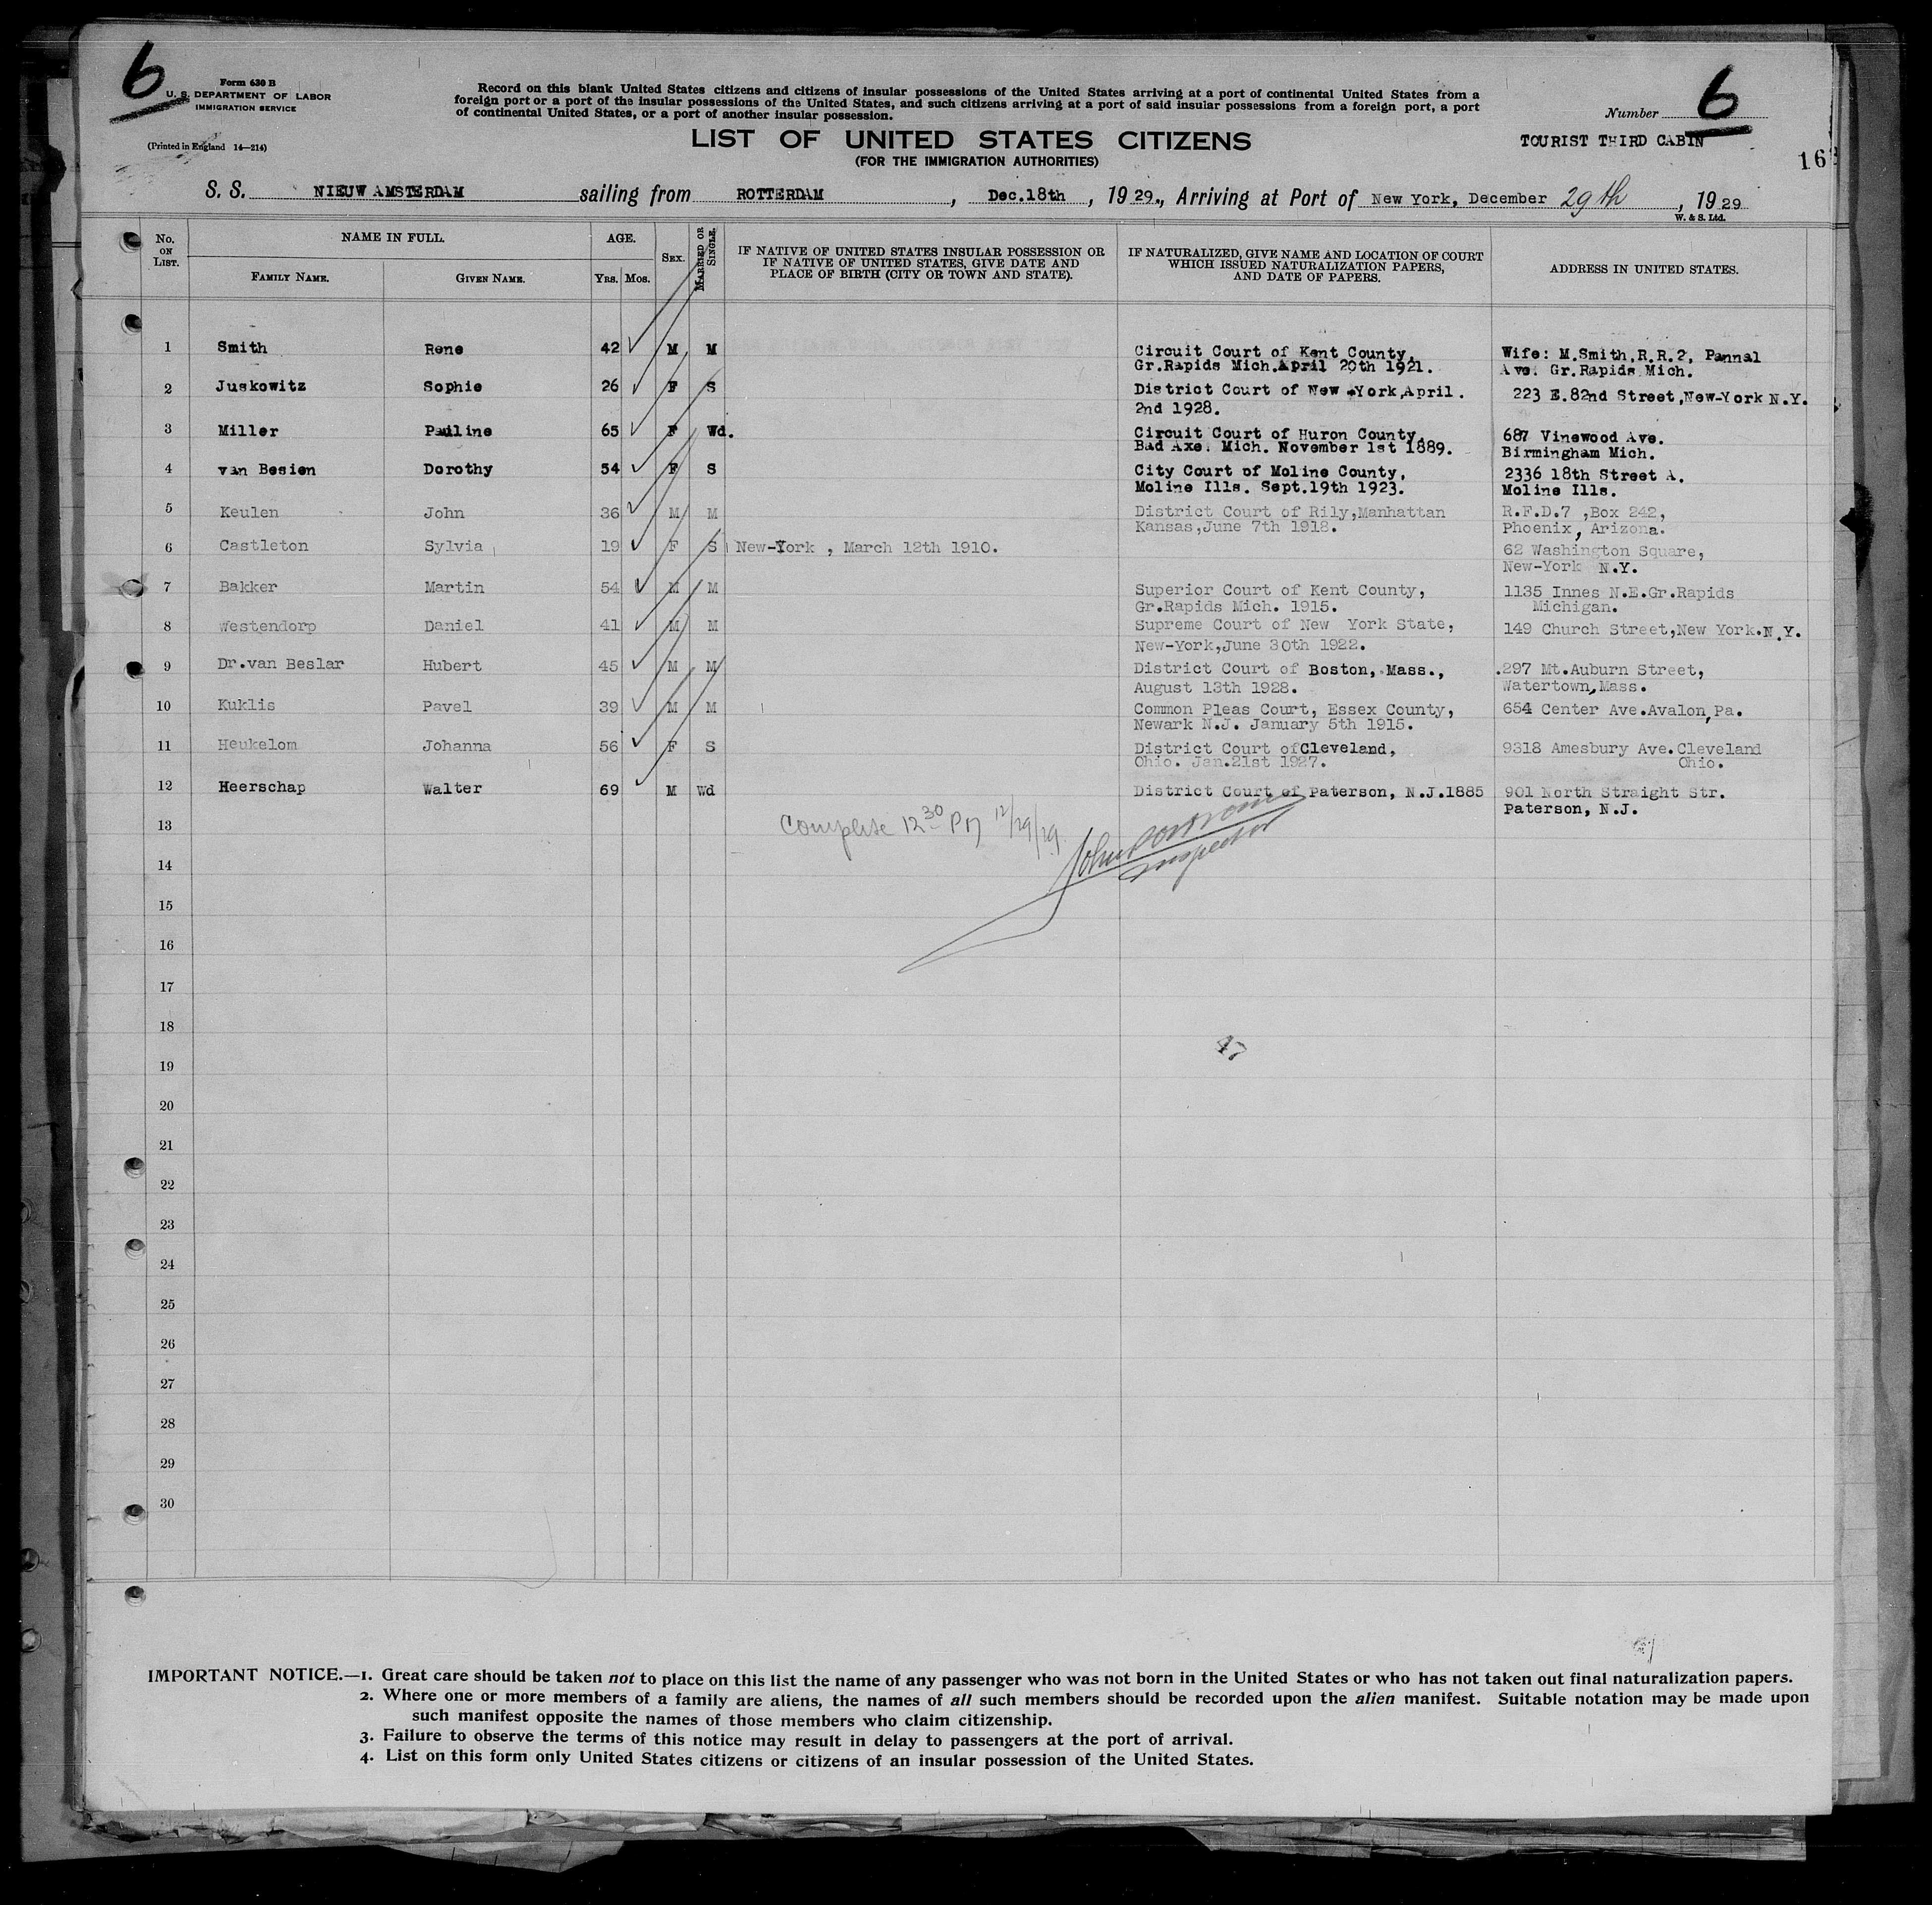 6
Form 630 B
U. S. DEPARTMENT OF LABOR
IMMIGRATION SERVICE
(Printed in England 14—214)
Record on this blank United States citizens and citizens of insular possessions of the United States arriving at a port of continental United States from a
foreign port or a port of the insular possessions of the United States, and such citizens arriving at a port of said insular possessions from a foreign port, a port
of continental United States, or a port of another insular possession.
LIST OF UNITED STATES CITIZENS
(FOR THE IMMIGRATION AUTHORITIES)
Number 6
TOURIST THIRD CABIN
16
S. S. NIEUW AMSTERDAM sailing from ROTTERDAM, Dec.18th, 1929., Arriving at Port of New York, December 29th, 1929
W. & S. Ltd.
No. ON LIST.
NAME IN FULL.
FAMILY NAME.
GIVEN NAME.
AGE.
YRS. MOS.
SEX.
MARRIED OR SINGLE.
IF NATIVE OF UNITED STATES INSULAR POSSESSION OR
IF NATIVE OF UNITED STATES, GIVE DATE AND
PLACE OF BIRTH (CITY OR TOWN AND STATE).
IF NATURALIZED, GIVE NAME AND LOCATION OF COURT
WHICH ISSUED NATURALIZATION PAPERS,
AND DATE OF PAPERS.
ADDRESS IN UNITED STATES.
1 Smith Rene 42 M M Circuit Court of Kent County, Wife: M.Smith,R.R.2, Pannal
Gr.Rapids Mich.April 20th 1921. Ave. Gr.Rapids Mich.
2 Juskowitz Sophie 26 F S District Court of New York,April. 223 E.82nd Street,New-York N.Y.
2nd 1928.
3 Miller Pauline 65 F Wd. Circuit Court of Huron County, 687 Vinewood Ave.
Bad Axe. Mich. November 1st 1889. Birmingham Mich.
4 van Besien Dorothy 54 F S City Court of Moline County, 2336 18th Street A.
Moline Ills. Sept.19th 1923. Moline Ills.
5 Keulen John 36 M M District Court of Rily,Manhattan R.F.D.7 ,Box 242,
Kansas,June 7th 1918. Phoenix, Arizona.
6 Castleton Sylvia 19 F S New-York , March 12th 1910. 62 Washington Square,
New-York N.Y.
7 Bakker Martin 54 M M Superior Court of Kent County, 1135 Innes N.E.Gr.Rapids
Gr.Rapids Mich. 1915. Michigan.
8 Westendorp Daniel 41 M M Supreme Court of New York State, 149 Church Street,New York.N.Y.
New-York,June 30th 1922.
9 Dr.van Beslar Hubert 45 M M District Court of Boston, Mass., 297 Mt.Auburn Street,
August 13th 1928. Watertown,Mass.
10 Kuklis Pavel 39 M M Common Pleas Court, Essex County, 654 Center Ave.Avalon,Pa.
Newark N.J. January 5th 1915.
11 Heukelom Johanna 56 F S District Court ofCleveland, 9318 Amesbury Ave.Cleveland
Ohio. Jan.21st 1927. Ohio.
12 Heerschap Walter 69 M Wd District Court of Paterson, N.J.1885 901 North Straight Str.
Paterson, N.J.
13
Complete 12 30 PM 12/29/29
John
Inspector
14
15
16
17
18
47
19
20
21
22
23
24
25
26
27
28
29
30
IMPORTANT NOTICE.—1. Great care should be taken not to place on this list the name of any passenger who was not born in the United States or who has not taken out final naturalization papers.
2. Where one or more members of a family are aliens, the names of all such members should be recorded upon the alien manifest. Suitable notation may be made upon
such manifest opposite the names of those members who claim citizenship.
3. Failure to observe the terms of this notice may result in delay to passengers at the port of arrival.
4. List on this form only United States citizens or citizens of an insular possession of the United States.